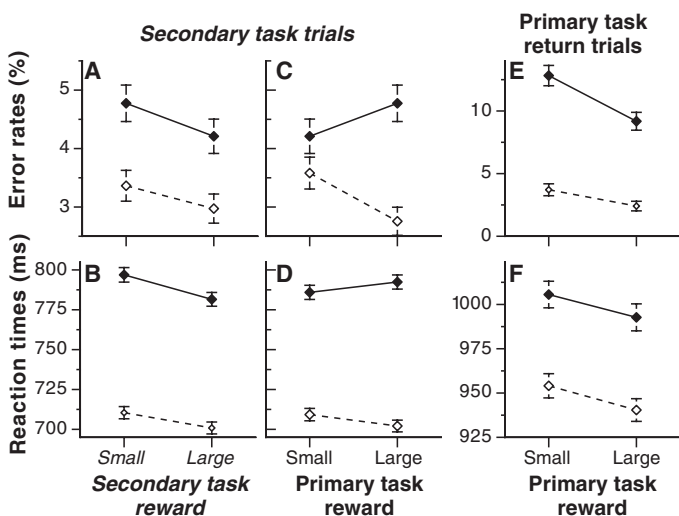 Secondary task trials
Primary task
return trials
A
C
E
Error rates (%)
5
4
3
10
5
0
B
D
F
Reaction times (ms)
800
775
750
725
700
1000
975
950
925
Small Large
Small Large
Small Large
Secondary task
reward
Primary task
reward
Primary task
reward